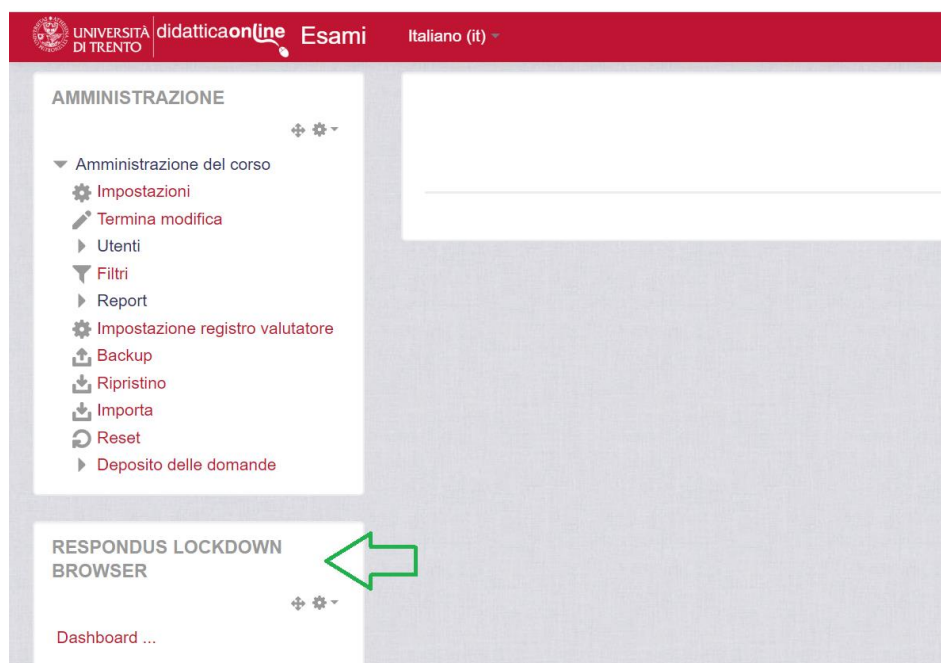 UNIVERSITÀ
DI TRENTO
didatticaonline Esami
Italiano (it)
AMMINISTRAZIONE
Amministrazione del corso
Impostazioni
Termina modifica
Utenti
Filtri
Report
Impostazione registro valutatore
Backup
Ripristino
Importa
Reset
Deposito delle domande
RESPONDUS LOCKDOWN
BROWSER
Dashboard ...